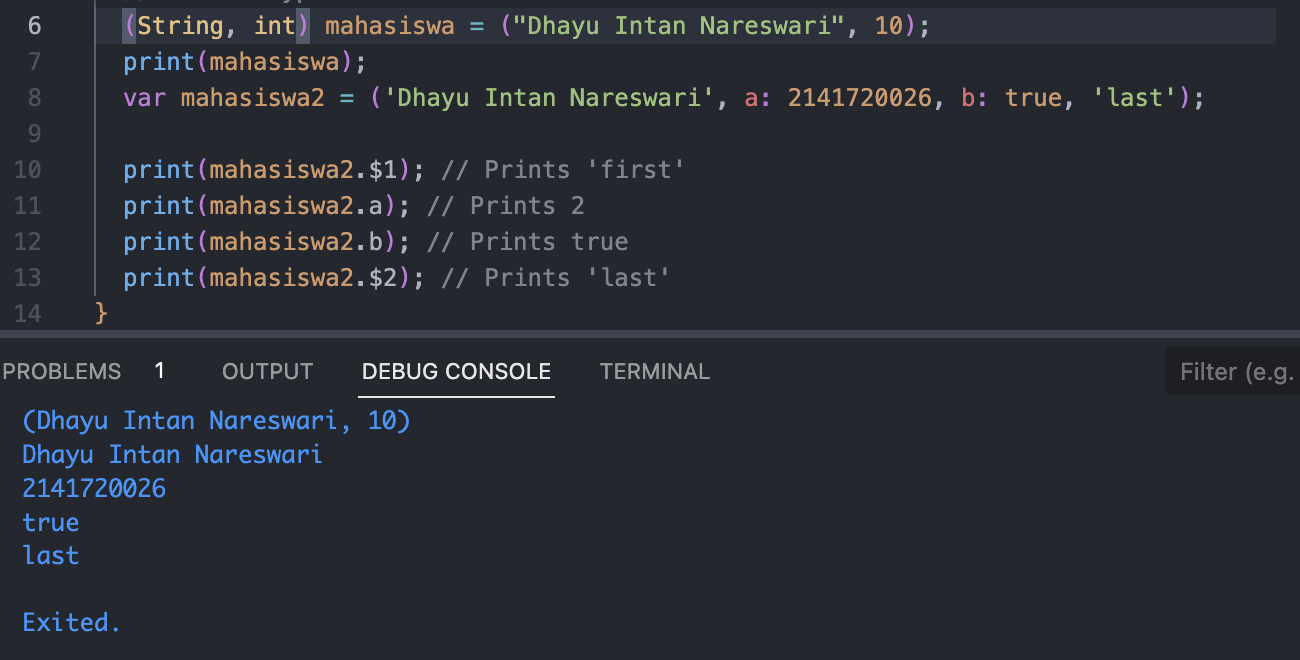 6 (String, int) mahasiswa = ("Dhayu Intan Nareswari", 10);
7 print(mahasiswa);
8 var mahasiswa2 = ('Dhayu Intan Nareswari', a: 2141720026, b: true, 'last');
9
10 print(mahasiswa2.$1); // Prints 'first'
11 print(mahasiswa2.a); // Prints 2
12 print(mahasiswa2.b); // Prints true
13 print(mahasiswa2.$2); // Prints 'last'
14 }
PROBLEMS 1 OUTPUT DEBUG CONSOLE TERMINAL Filter (e.g.
(Dhayu Intan Nareswari, 10)
Dhayu Intan Nareswari
2141720026
true
last
Exited.